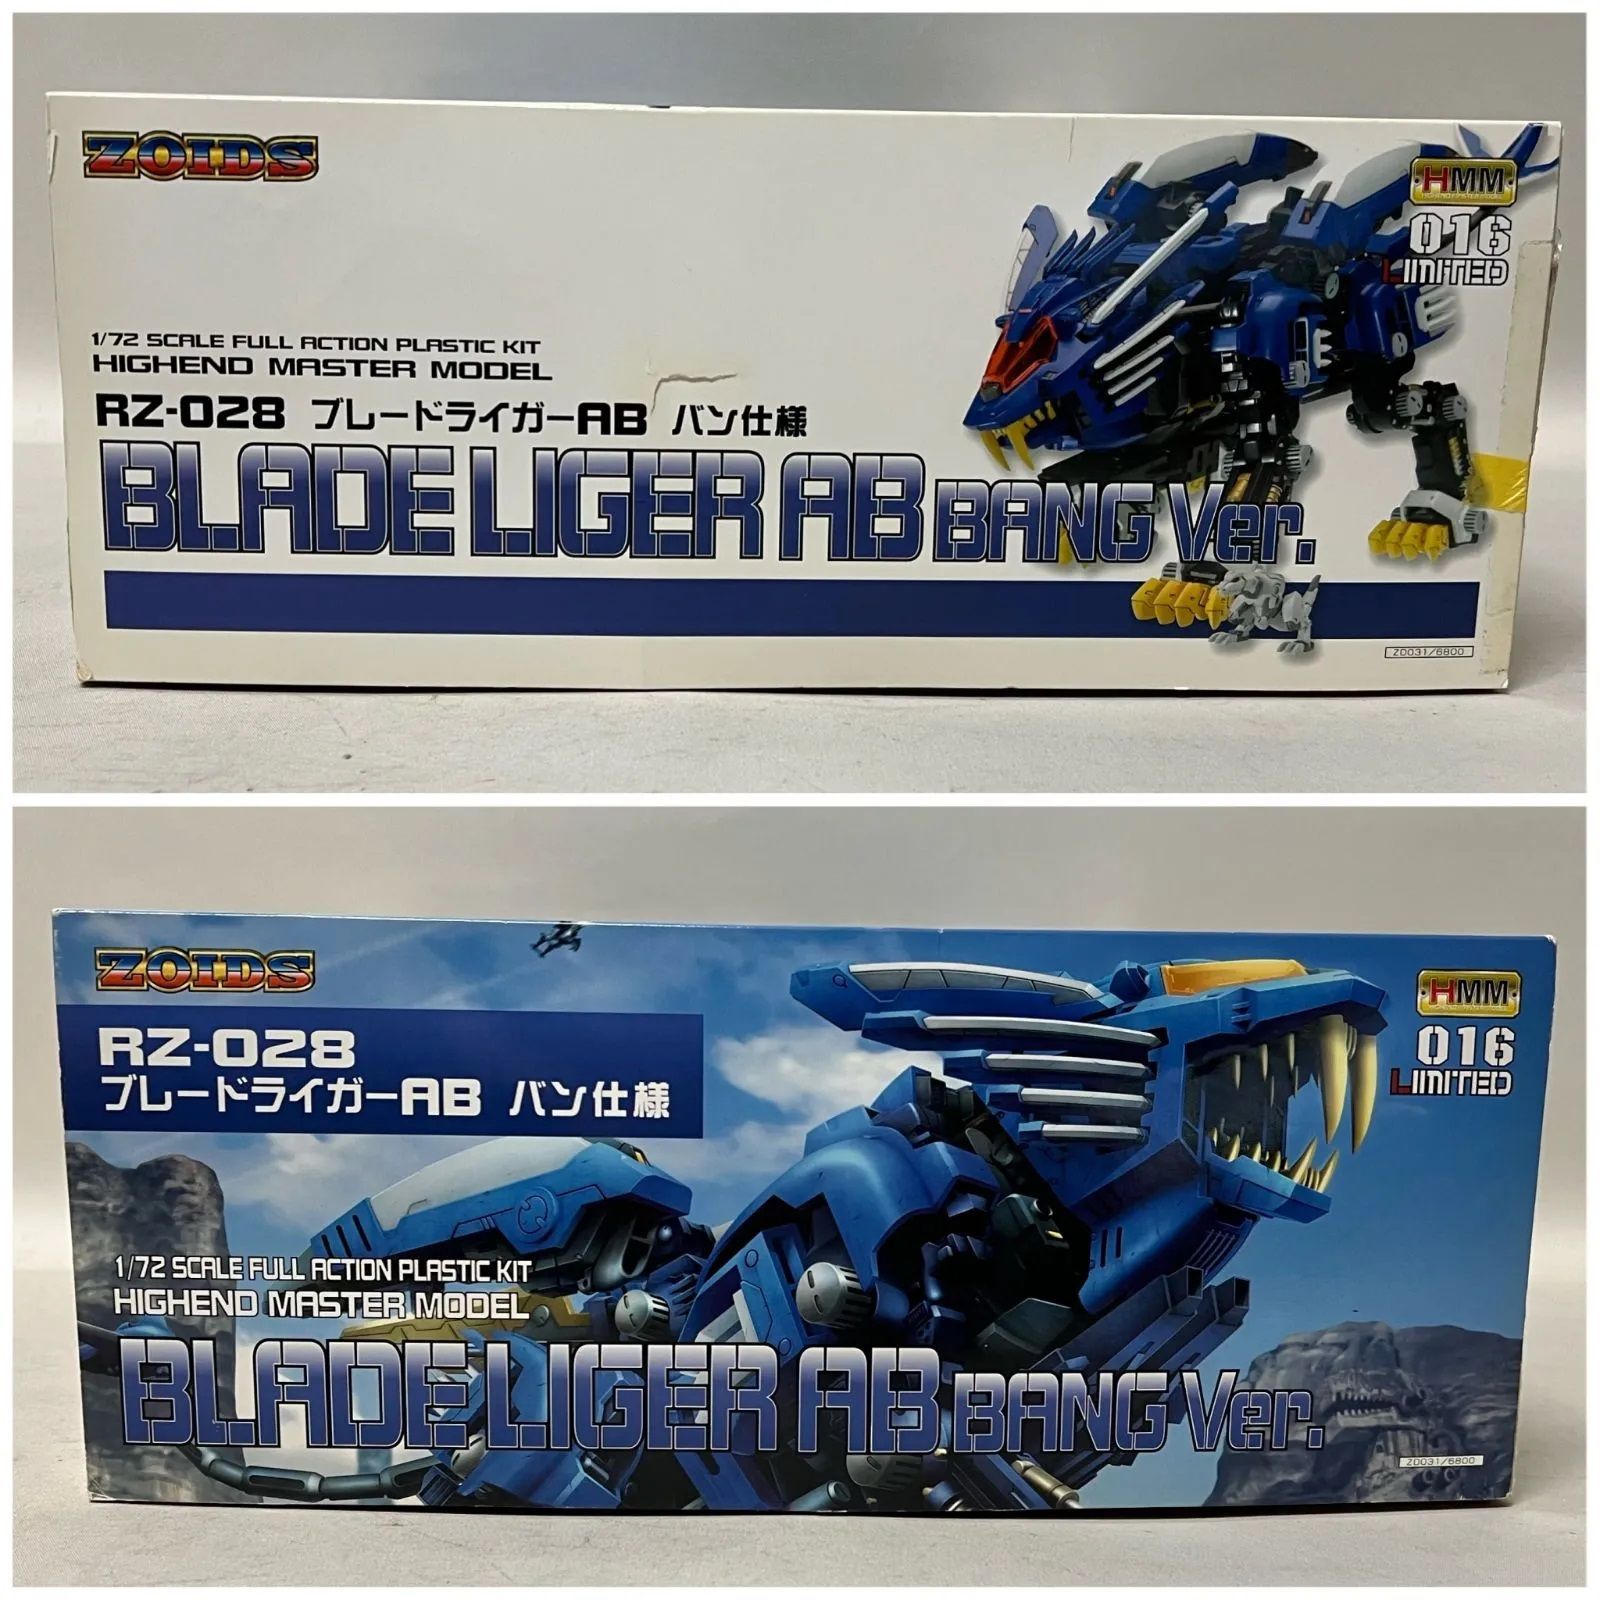 ZOIDS
HMM
016
LIMITED
1/72 SCALE FULL ACTION PLASTIC KIT
HIGHEND MASTER MODEL
RZ-028 ブレードライガーAB バン仕様
BLADE LIGER AB BANG Ver.
ZD031/6800
ZOIDS
HMM
016
LIMITED
RZ-028
ブレードライガーAB バン仕様
1/72 SCALE FULL ACTION PLASTIC KIT
HIGHEND MASTER MODEL
BLADE LIGER AB BANG Ver.
ZD031/6800